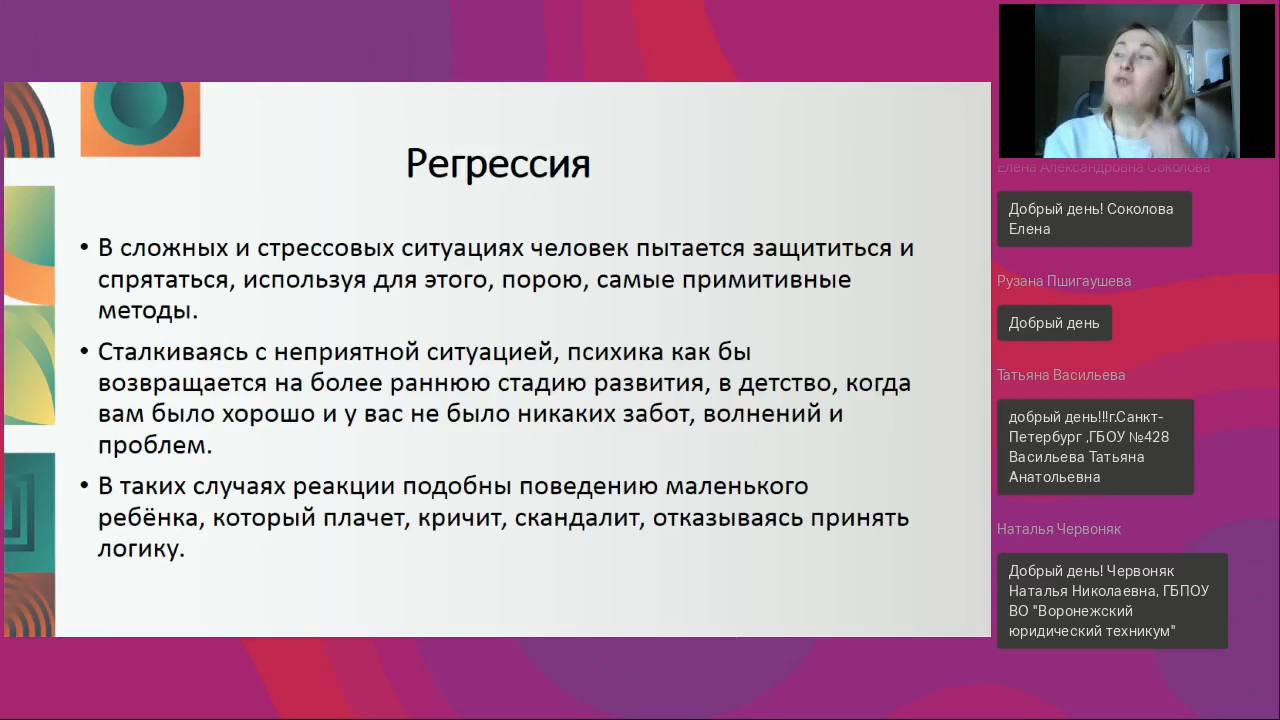 Регрессия
• В сложных и стрессовых ситуациях человек пытается защититься и
спрятаться, используя для этого, порою, самые примитивные
методы.
• Сталкиваясь с неприятной ситуацией, психика как бы
возвращается на более раннюю стадию развития, в детство, когда
вам было хорошо и у вас не было никаких забот, волнений и
проблем.
• В таких случаях реакции подобны поведению маленького
ребёнка, который плачет, кричит, скандалит, отказываясь принять
логику.
Елена Александровна Соколова
Добрый день! Соколова
Елена
Рузана Пшигаушева
Добрый день
Татьяна Васильева
добрый день!!!г.Санкт-
Петербург ,ГБОУ №428
Васильева Татьяна
Анатольевна
Наталья Червоняк
Добрый день! Червоняк
Наталья Николаевна, ГБПОУ
ВО "Воронежский
юридический техникум"